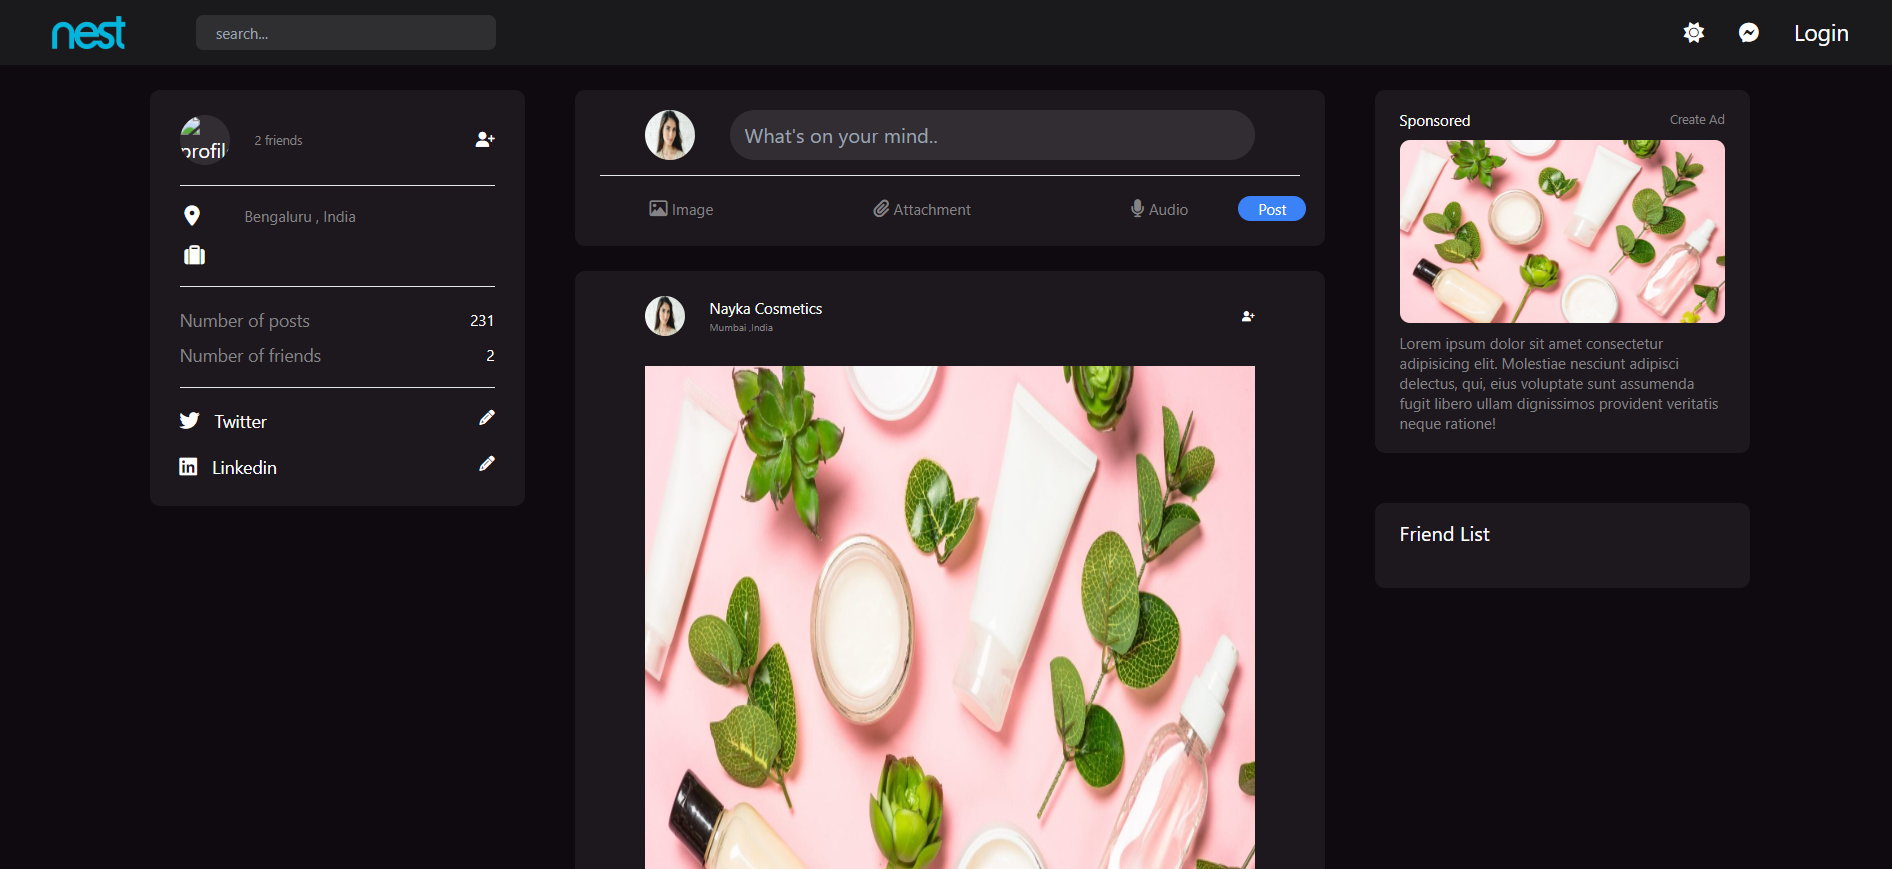 nest
search...
Login
profil
2 friends
Bengaluru , India
Number of posts
231
Number of friends
2
Twitter
Linkedin
What's on your mind..
Image
Attachment
Audio
Post
Nayka Cosmetics
Mumbai ,India
Sponsored
Create Ad
Lorem ipsum dolor sit amet consectetur
adipisicing elit. Molestiae nesciunt adipisci
delectus, qui, eius voluptate sunt assumenda
fugit libero ullam dignissimos provident veritatis
neque ratione!
Friend List